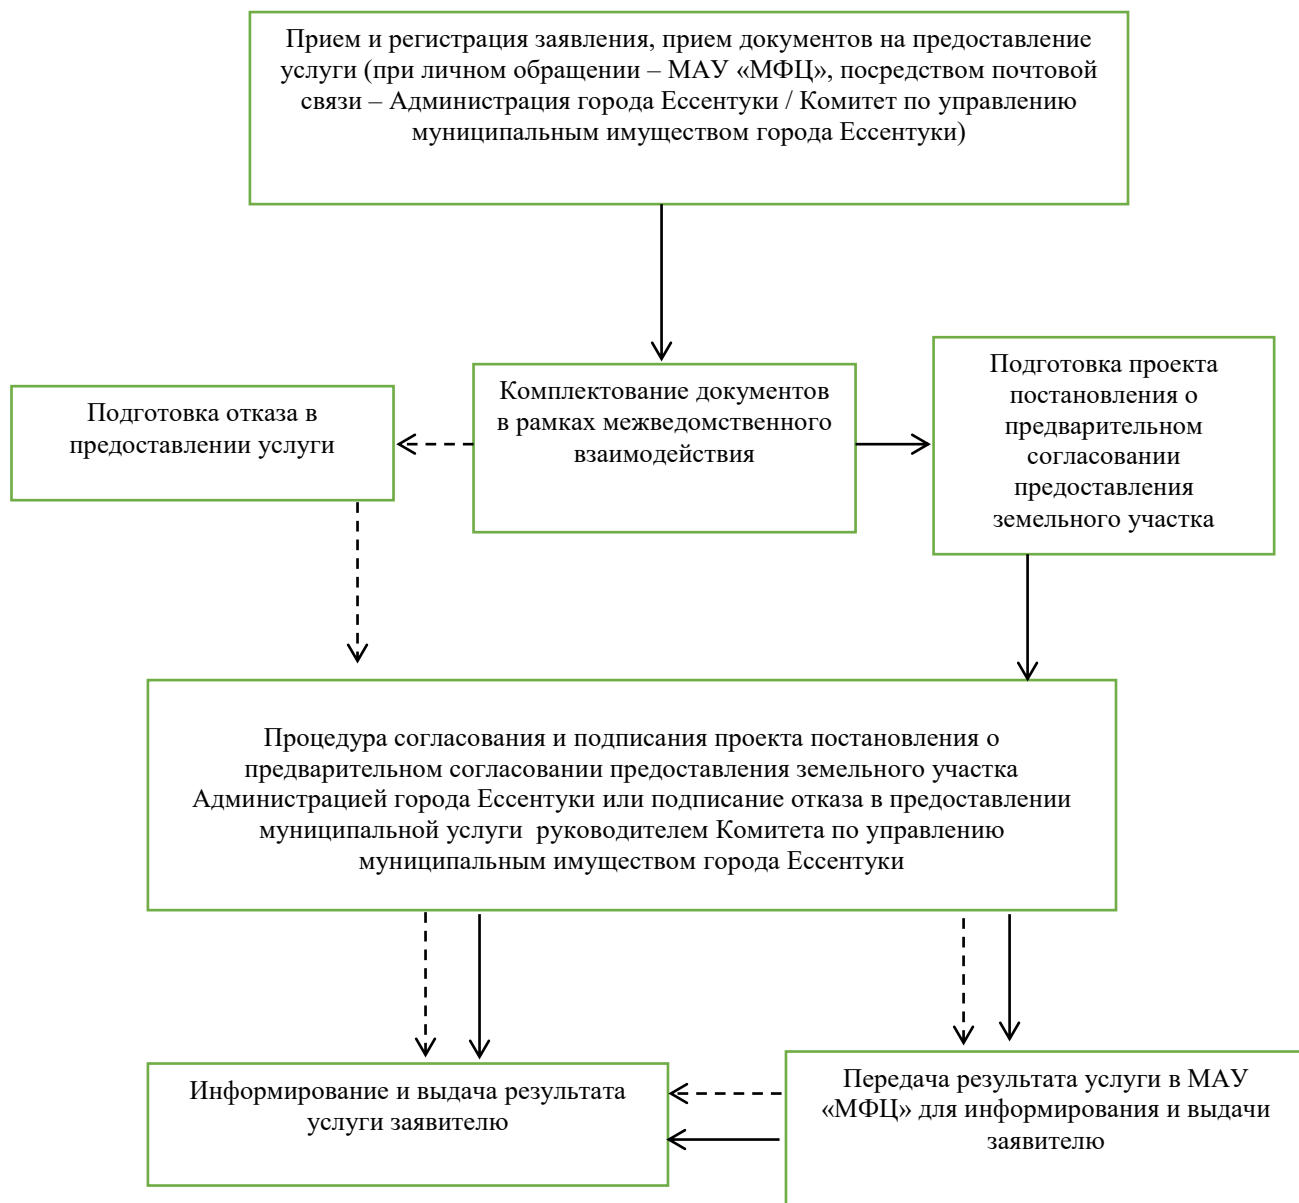 Прием и регистрация заявления, прием документов на предоставление
услуги (при личном обращении – МАУ «МФЦ», посредством почтовой
связи – Администрация города Ессентуки / Комитет по управлению
муниципальным имуществом города Ессентуки)
Подготовка отказа в
предоставлении услуги
Комплектование документов
в рамках межведомственного
взаимодействия
Подготовка проекта
постановления о
предварительном
согласовании
предоставления
земельного участка
Процедура согласования и подписания проекта постановления о
предварительном согласовании предоставления земельного участка
Администрацией города Ессентуки или подписание отказа в предоставлении
муниципальной услуги  руководителем Комитета по управлению
муниципальным имуществом города Ессентуки
Информирование и выдача результата
услуги заявителю
Передача результата услуги в МАУ
«МФЦ» для информирования и выдачи
заявителю